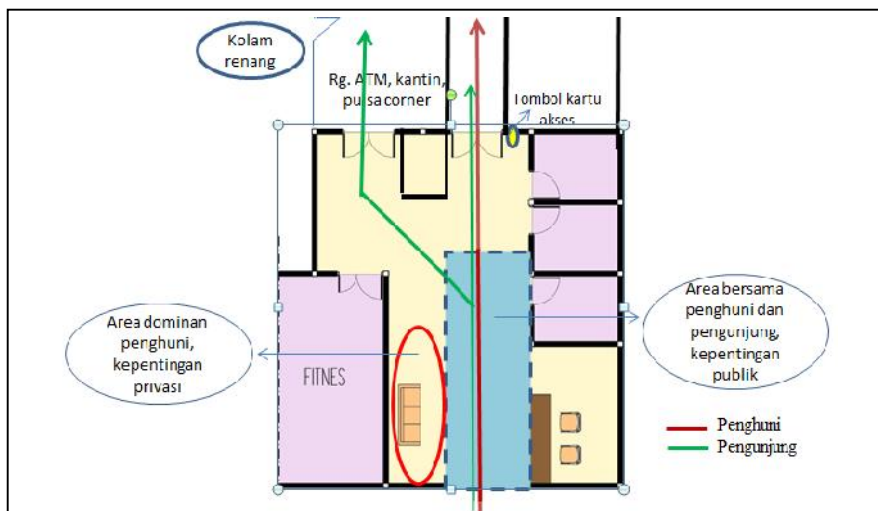 Kolam
renang
Rg. ATM, kantin,
pulsa corner
Tombol kartu
akses
Area dominan
penghuni,
kepentingan
privasi
FITNES
Area bersama
penghuni dan
pengunjung,
kepentingan
publik
Penghuni
Pengunjung